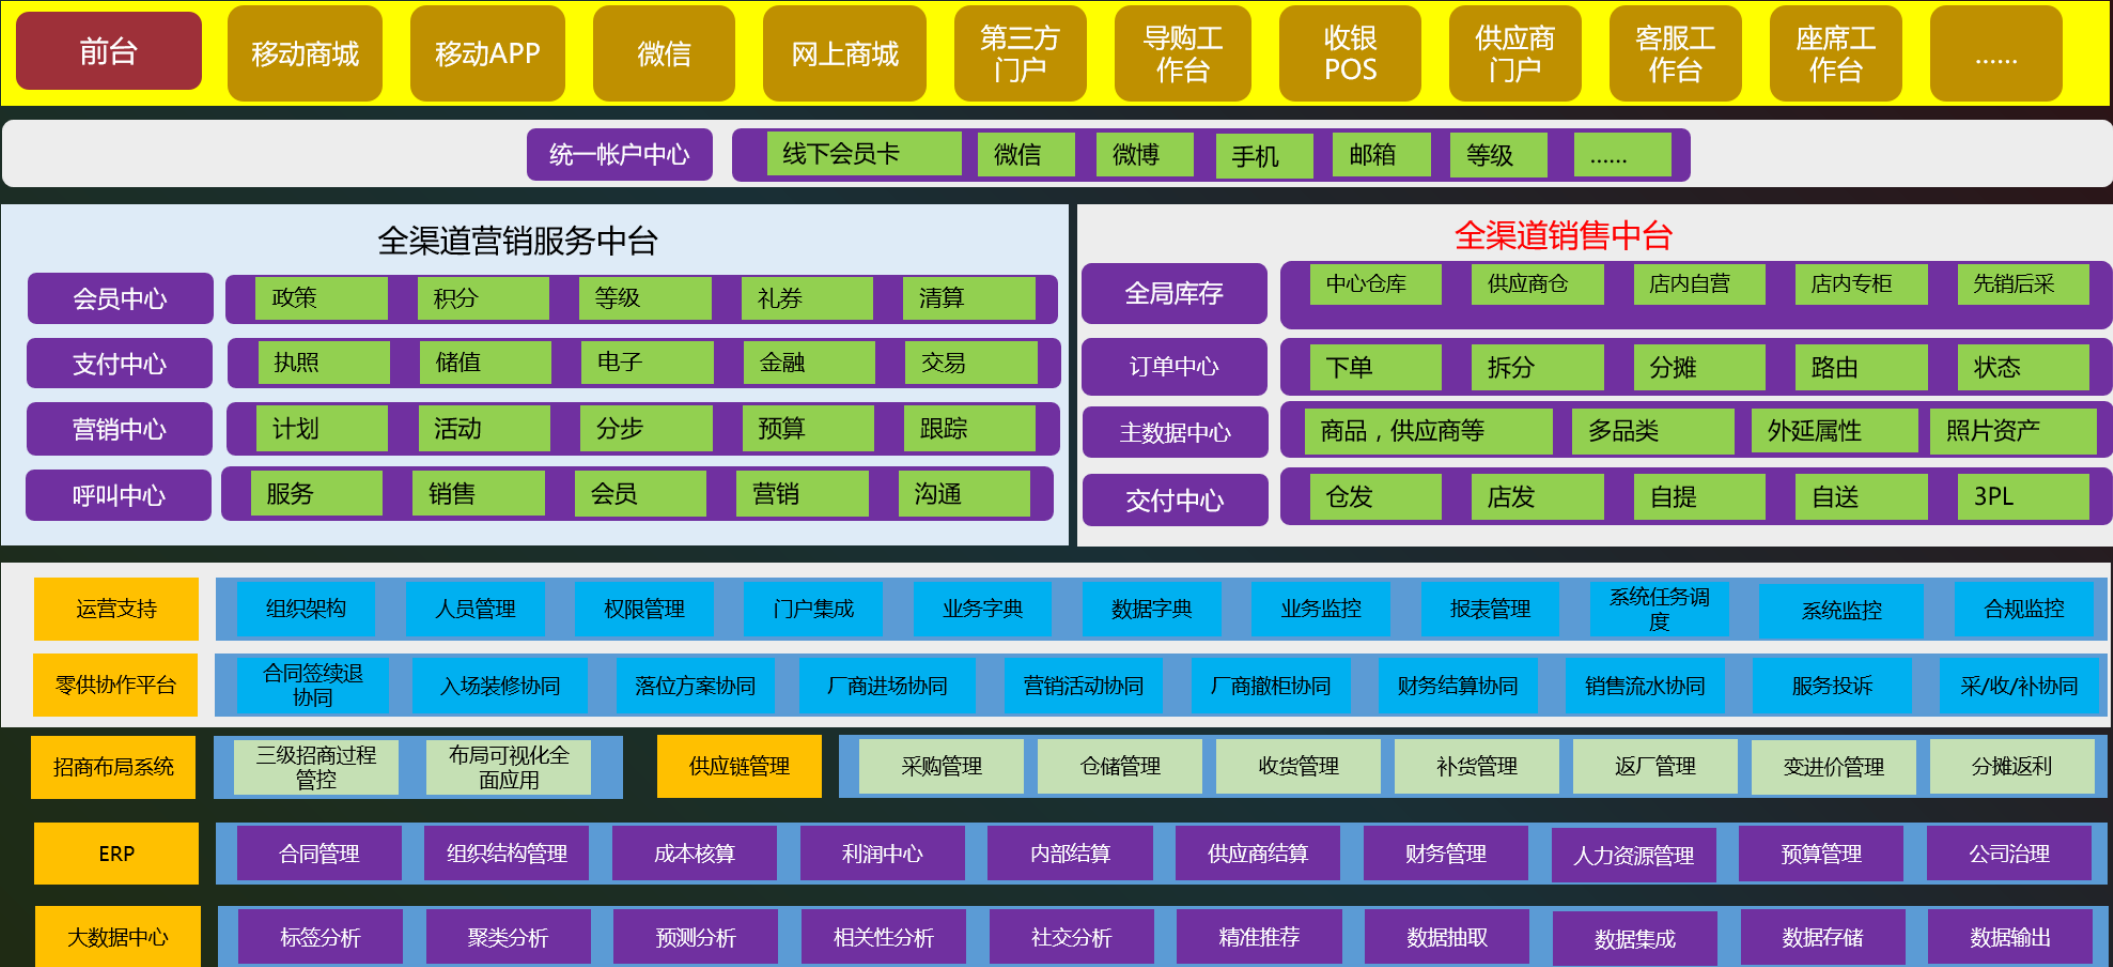 前台
移动商城
移动APP
微信
网上商城
第三方
门户
导购工
作台
收银
POS
供应商
门户
客服工
作台
座席工
作台
......
统一帐户中心
线下会员卡
微信
微博
手机
邮箱
等级
......
全渠道营销服务中台
会员中心
政策
积分
等级
礼券
清算
支付中心
执照
储值
电子
金融
交易
营销中心
计划
活动
分步
预算
跟踪
呼叫中心
服务
销售
会员
营销
沟通
全渠道销售中台
全局库存
中心仓库
供应商仓
店内自营
店内专柜
先销后采
订单中心
下单
拆分
分摊
路由
状态
主数据中心
商品，供应商等
多品类
外延属性
照片资产
交付中心
仓发
店发
自提
自送
3PL
运营支持
组织架构
人员管理
权限管理
门户集成
业务字典
数据字典
业务监控
报表管理
系统任务调
度
系统监控
合规监控
零供协作平台
合同签续退
协同
入场装修协同
落位方案协同
厂商进场协同
营销活动协同
厂商撤柜协同
财务结算协同
销售流水协同
服务投诉
采/收/补协同
招商布局系统
三级招商过程
管控
布局可视化全
面应用
供应链管理
采购管理
仓储管理
收货管理
补货管理
返厂管理
变进价管理
分摊返利
ERP
合同管理
组织结构管理
成本核算
利润中心
内部结算
供应商结算
财务管理
人力资源管理
预算管理
公司治理
大数据中心
标签分析
聚类分析
预测分析
相关性分析
社交分析
精准推荐
数据抽取
数据集成
数据存储
数据输出